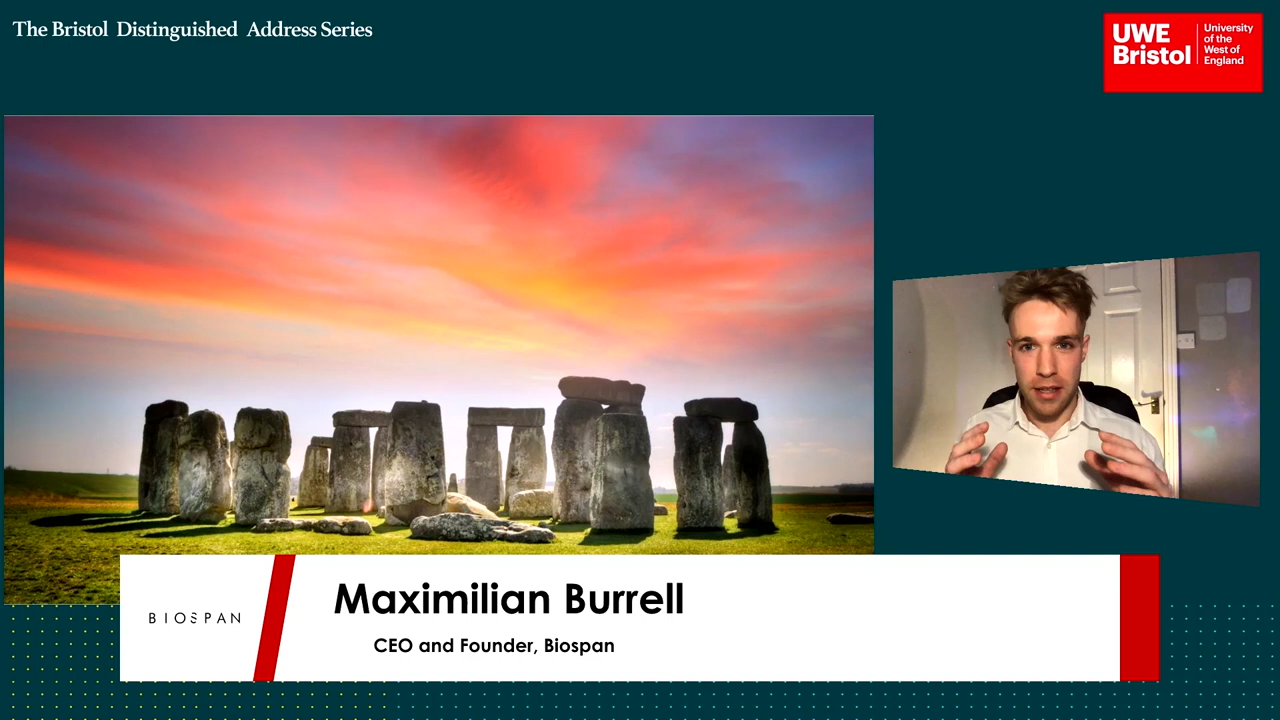 The Bristol Distinguished Address Series
UWE
Bristol
University
of the
West of
England
BIOSPAN
Maximilian Burrell
CEO and Founder, Biospan